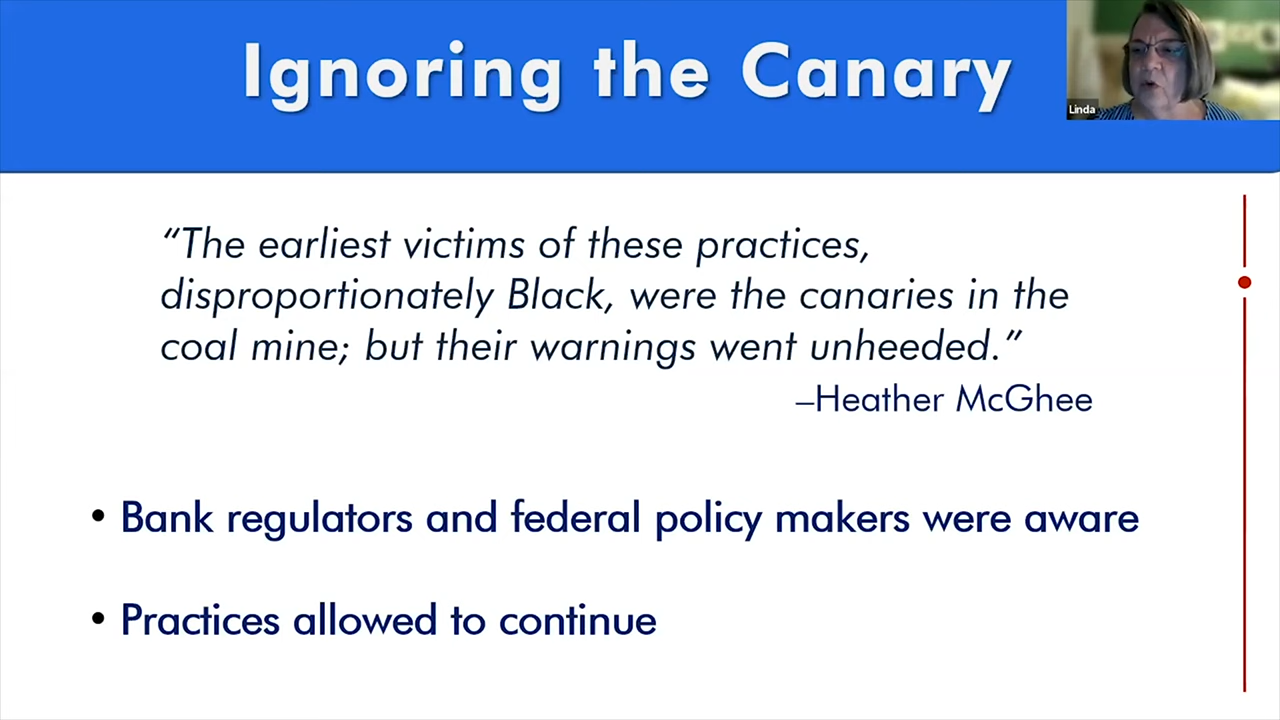 Ignoring the Canary
Linda
“The earliest victims of these practices,
disproportionately Black, were the canaries in the
coal mine; but their warnings went unheeded.”
–Heather McGhee
• Bank regulators and federal policy makers were aware
• Practices allowed to continue